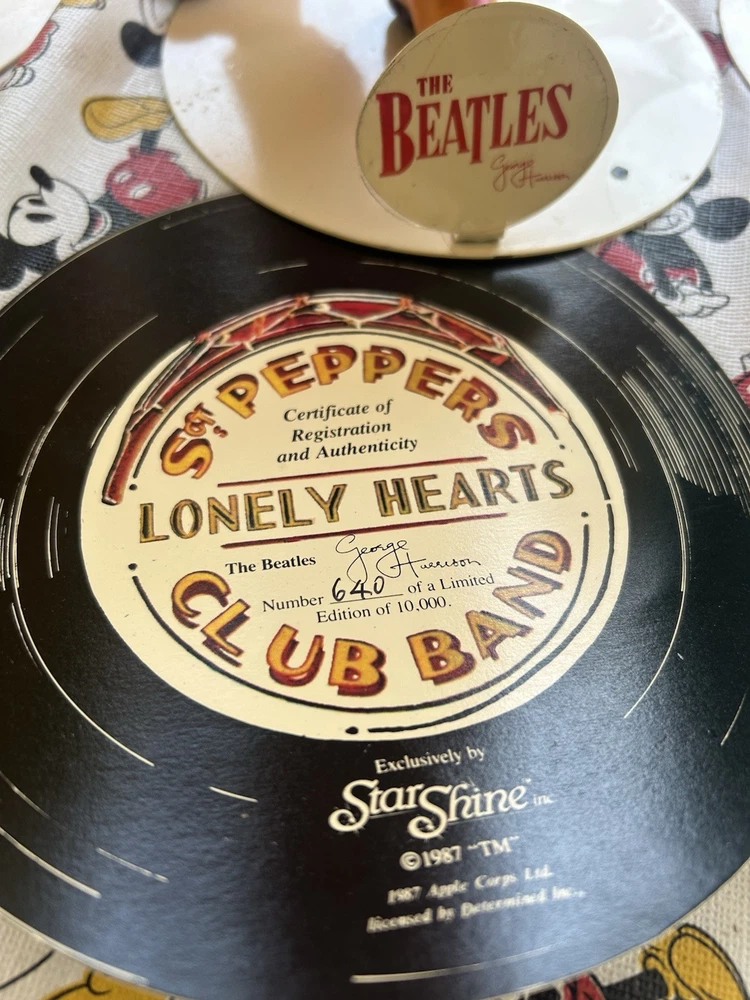 THE
BEATLES
George Harrison
SGT. PEPPERS
Certificate of
Registration
and Authenticity
LONELY HEARTS
The Beatles George Harrison
Number 640 of a Limited
Edition of 10,000.
CLUB BAND
Exclusively by
StarShine™ inc
©1987 "TM"
1987 Apple Corps Ltd.
licensed by Determined Inc.,